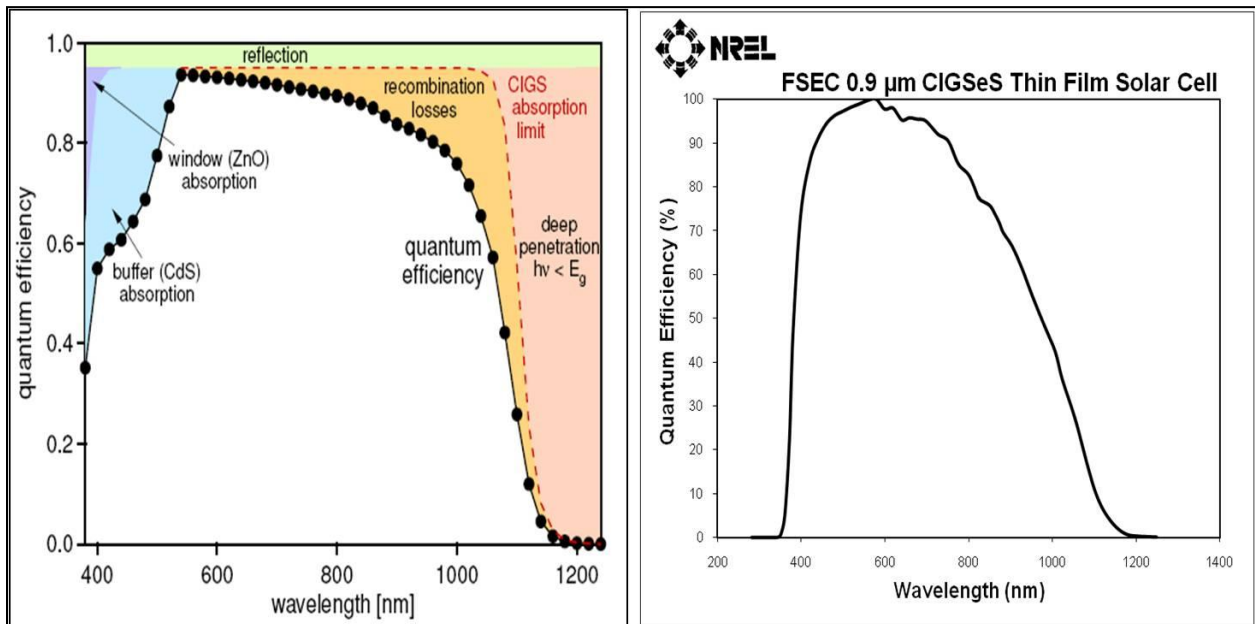 1.0
0.8
0.6
0.4
0.2
0.0
quantum efficiency
400
600
800
1000
1200
wavelength [nm]
reflection
recombination
losses
CIGS
absorption
limit
window (ZnO)
absorption
buffer (CdS)
absorption
quantum
efficiency
deep
penetration
hν < Eg
NREL
FSEC 0.9 µm CIGSeS Thin Film Solar Cell
100
90
80
70
60
50
40
30
20
10
0
Quantum Efficiency (%)
200
400
600
800
1000
1200
1400
Wavelength (nm)